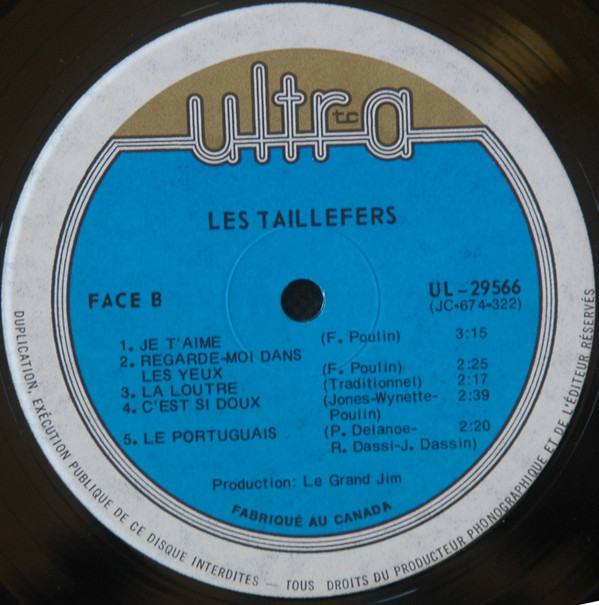 ultra
tc
LES TAILLEFERS
FACE B
UL-29566
(JC-674-322)
1. JE T'AIME (F. Poulin) 3:15
2. REGARDE-MOI DANS
LES YEUX (F. Poulin) 2:25
3. LA LOUTRE (Traditionnel) 2:17
4. C'EST SI DOUX (Jones-Wynette- 2:39
Poulin)
5. LE PORTUGUAIS (P. Delanoe- 2:20
R. Dassi-J. Dassin)
Production: Le Grand Jim
FABRIQUÉ AU CANADA
DUPLICATION, EXÉCUTION PUBLIQUE DE CE DISQUE INTERDITES — TOUS DROITS DU PRODUCTEUR PHONOGRAPHIQUE ET DE L'ÉDITEUR RÉSERVÉS